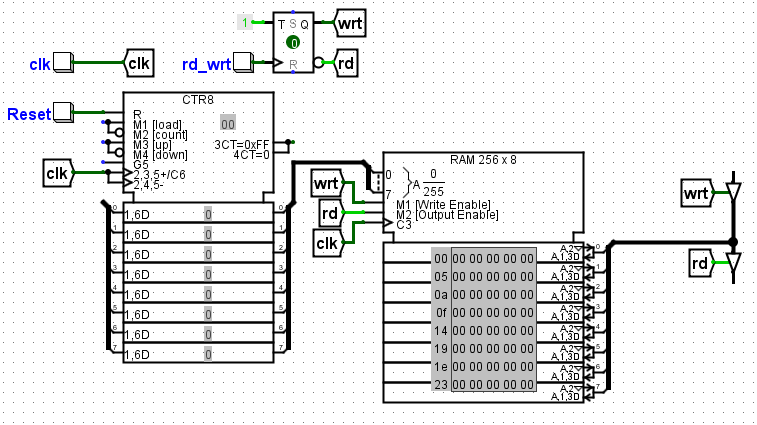 1 T S Q wrt
0
R
clk clk
rd_wrt rd
Reset
CTR8
R
M1 [load]
M2 [count]
M3 [up]
M4 [down]
G5
2,3,5+/C6
2,4,5-
00
3CT=0xFF
4CT=0
clk
0 1,6D 0 0
1 1,6D 0 1
2 1,6D 0 2
3 1,6D 0 3
4 1,6D 0 4
5 1,6D 0 5
6 1,6D 0 6
7 1,6D 0 7
RAM 256 x 8
0
7
A 0
255
M1 [Write Enable]
M2 [Output Enable]
C3
wrt
rd
clk
00 00 00 00 00 00
05 00 00 00 00 00
0a 00 00 00 00 00
0f 00 00 00 00 00
14 00 00 00 00 00
19 00 00 00 00 00
1e 00 00 00 00 00
23 00 00 00 00 00
A,2 0
A,1,3D
A,2 1
A,1,3D
A,2 2
A,1,3D
A,2 3
A,1,3D
A,2 4
A,1,3D
A,2 5
A,1,3D
A,2 6
A,1,3D
A,2 7
A,1,3D
wrt
rd